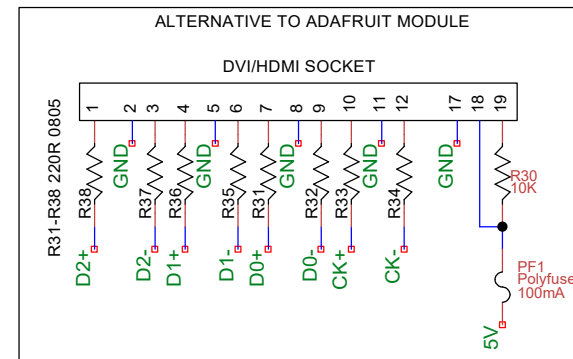 ALTERNATIVE TO ADAFRUIT MODULE
DVI/HDMI SOCKET
1 2 3 4 5 6 7 8 9 10 11 12 17 18 19
R31-R38 220R 0805
R38 GND R37 R36 GND R35 R31 GND R32 R33 GND R34 GND
R30
10K
D2+ D2- D1+ D1- D0+ D0- CK+ CK-
PF1
Polyfuse
100mA
5V